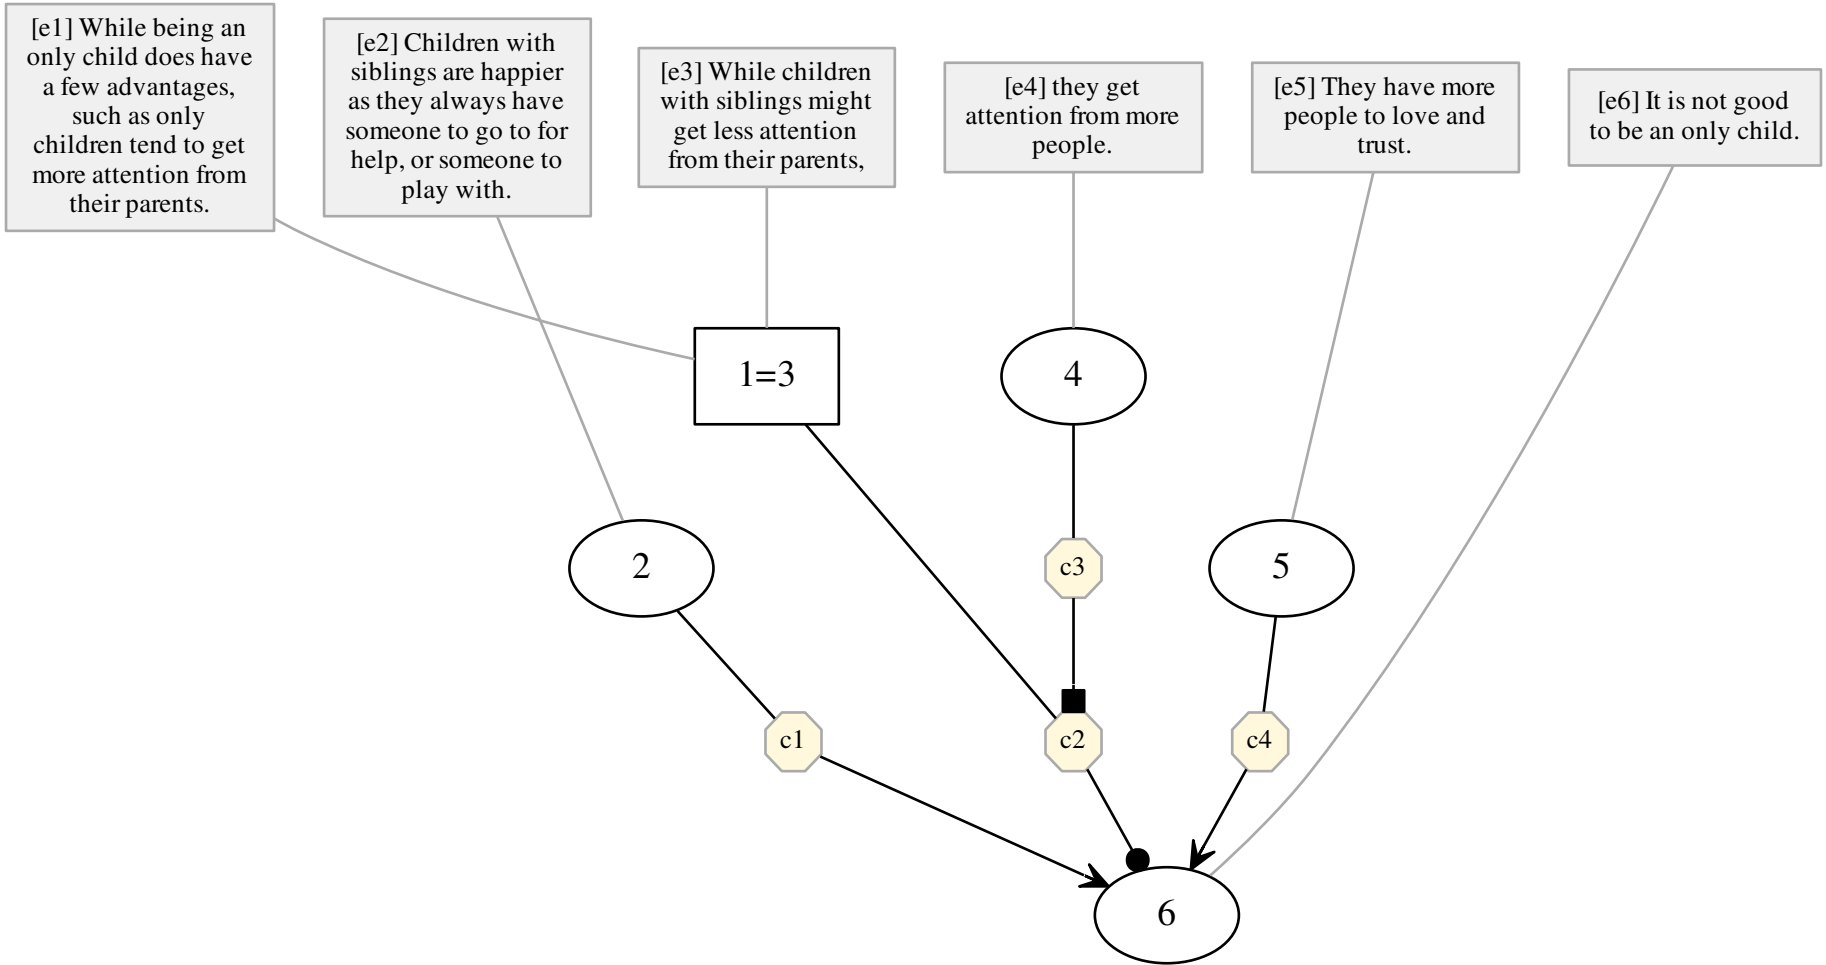 [e1] While being an
only child does have
a few advantages,
such as only
children tend to get
more attention from
their parents.
[e2] Children with
siblings are happier
as they always have
someone to go to for
help, or someone to
play with.
[e3] While children
with siblings might
get less attention
from their parents,
[e4] they get
attention from more
people.
[e5] They have more
people to love and
trust.
[e6] It is not good
to be an only child.
1=3
4
2
c3
5
c1
c2
c4
6